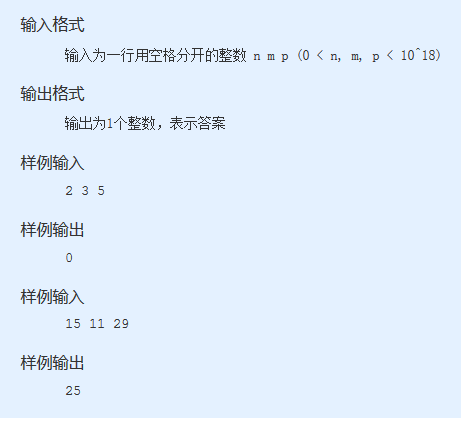 输入格式
输入为一行用空格分开的整数 n m p (0 < n, m, p < 10^18)
输出格式
输出为1个整数，表示答案
样例输入
2 3 5
样例输出
0
样例输入
15 11 29
样例输出
25